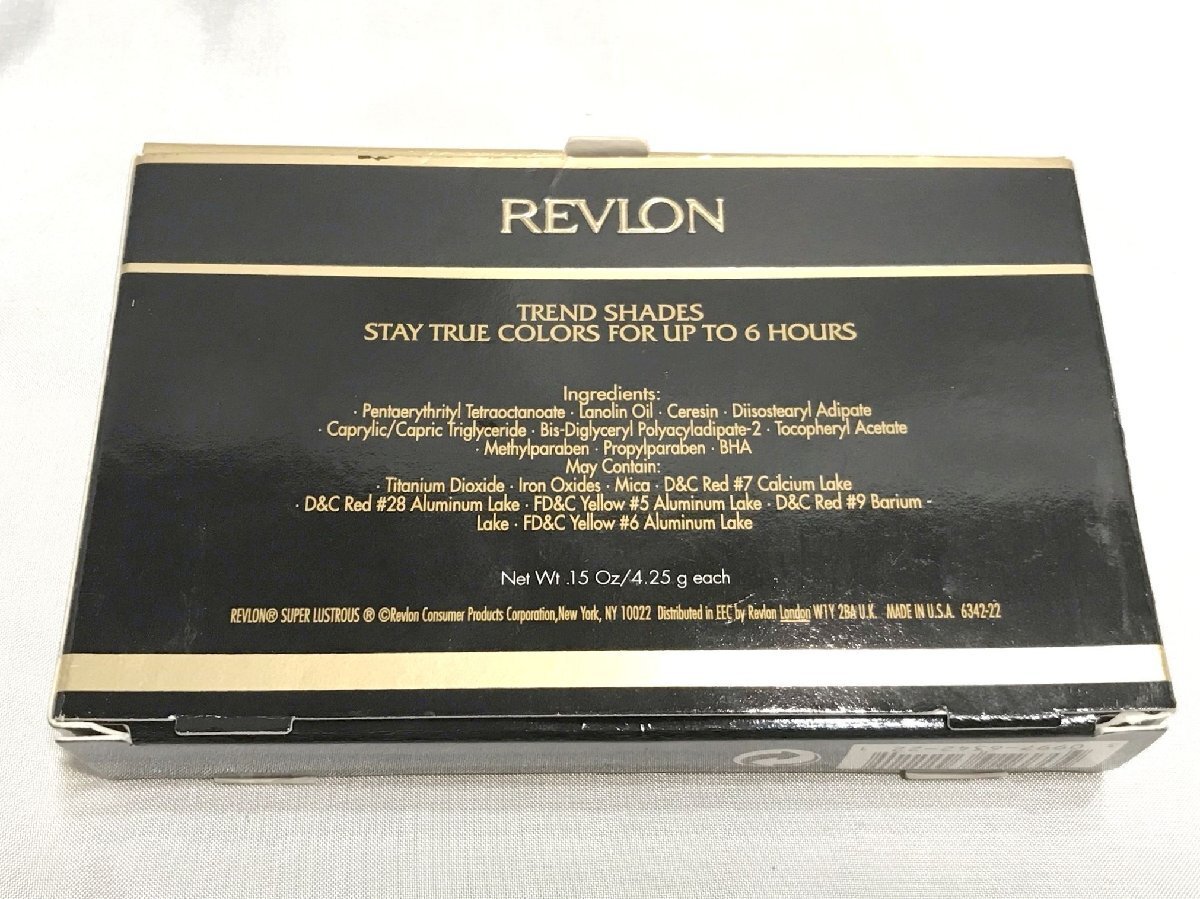 REVLON
TREND SHADES
STAY TRUE COLORS FOR UP TO 6 HOURS
Ingredients:
· Pentaerythrityl Tetraoctanoate · Lanolin Oil · Ceresin · Diisostearyl Adipate
· Caprylic/Capric Triglyceride · Bis-Diglyceryl Polyacyladipate-2 · Tocopheryl Acetate
· Methylparaben · Propylparaben · BHA
May Contain:
· Titanium Dioxide · Iron Oxides · Mica · D&C Red #7 Calcium Lake
· D&C Red #28 Aluminum Lake · FD&C Yellow #5 Aluminum Lake · D&C Red #9 Barium
Lake · FD&C Yellow #6 Aluminum Lake
Net Wt .15 Oz/4.25 g each
REVLON® SUPER LUSTROUS ® ©Revlon Consumer Products Corporation,New York, NY 10022 Distributed in EEC by Revlon London W1Y 2BA U.K. MADE IN U.S.A. 6342-22